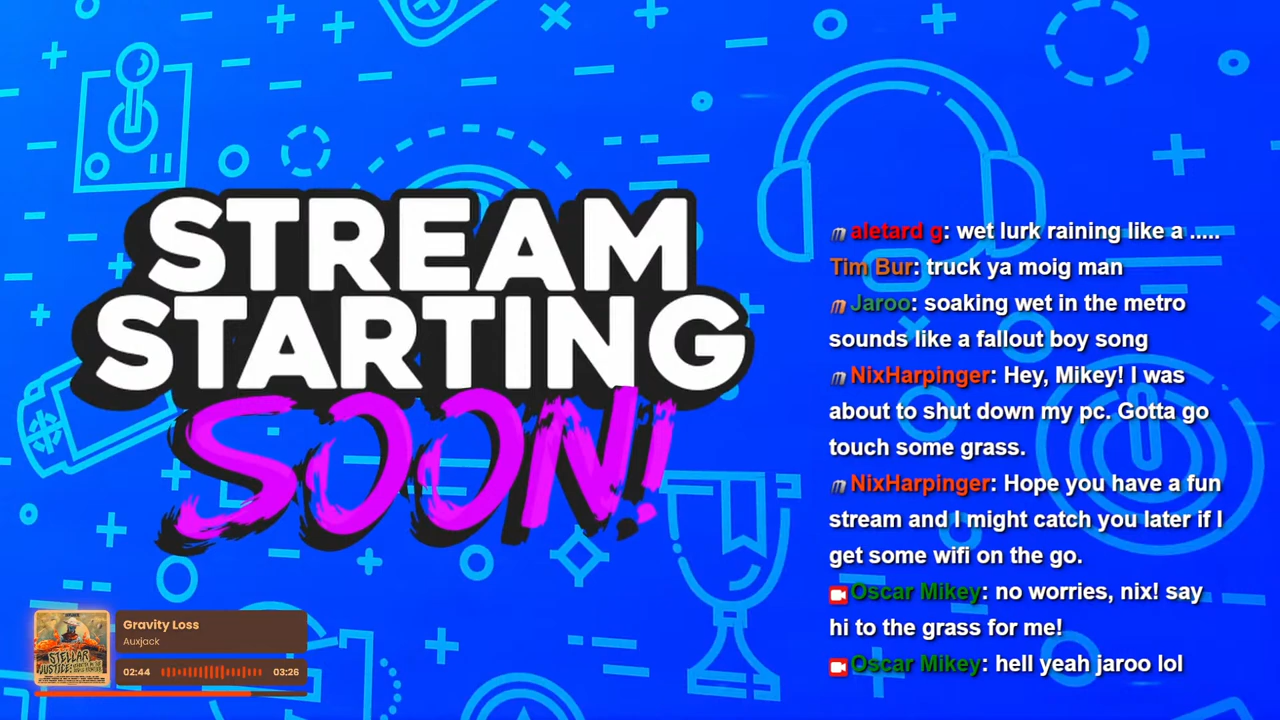 STREAM
STARTING
SOON!
aletard g: wet lurk raining like a .....
Tim Bur: truck ya moig man
Jaroo: soaking wet in the metro
sounds like a fallout boy song
NixHarpinger: Hey, Mikey! I was
about to shut down my pc. Gotta go
touch some grass.
NixHarpinger: Hope you have a fun
stream and I might catch you later if I
get some wifi on the go.
Oscar Mikey: no worries, nix! say
hi to the grass for me!
Oscar Mikey: hell yeah jaroo lol
STELLAR
JUSTICE:
Gravity Loss
Auxjack
02:44
03:26